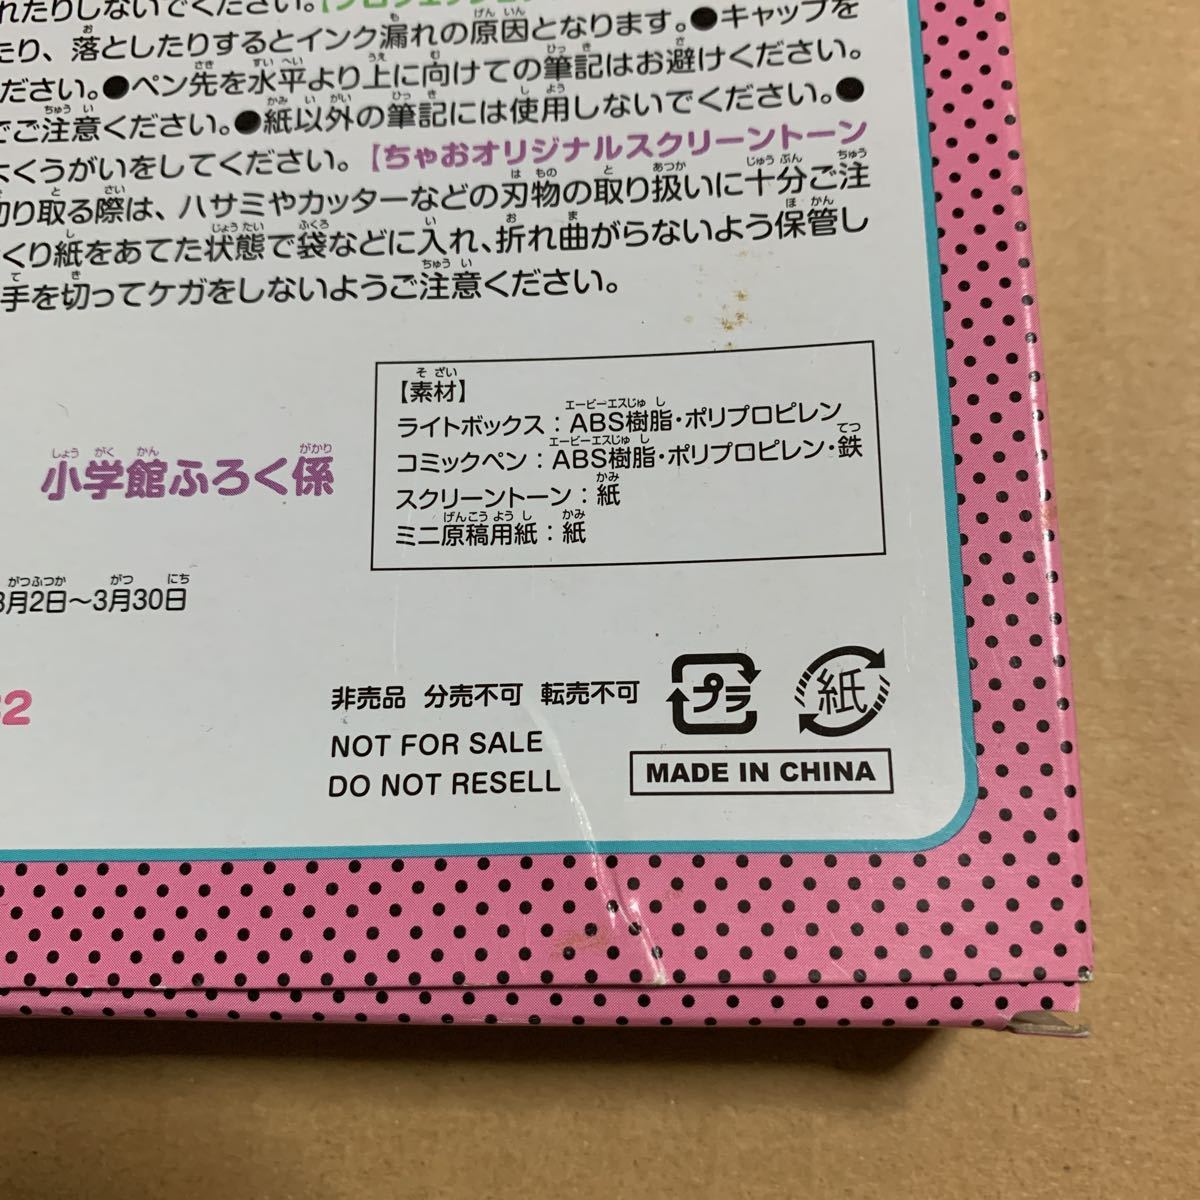 れたりしないでください。
たり、落としたりするとインク漏れの原因となります。●キャップを
ください。●ペン先を水平より上に向けての筆記はお避けください。
でご注意ください。●紙以外の筆記には使用しないでください。●
よくうがいをしてください。【ちゃおオリジナルスクリーントーン
切り取る際は、ハサミやカッターなどの刃物の取り扱いに十分ご注
くり紙をあてた状態で袋などに入れ、折れ曲がらないよう保管し
手を切ってケガをしないようご注意ください。
【素材】
ライトボックス：ABS樹脂・ポリプロピレン
コミックペン：ABS樹脂・ポリプロピレン・鉄
スクリーントーン：紙
ミニ原稿用紙：紙
小学館ふろく係
3月2日～3月30日
2
非売品 分売不可 転売不可
NOT FOR SALE
DO NOT RESELL
プラ
紙
MADE IN CHINA